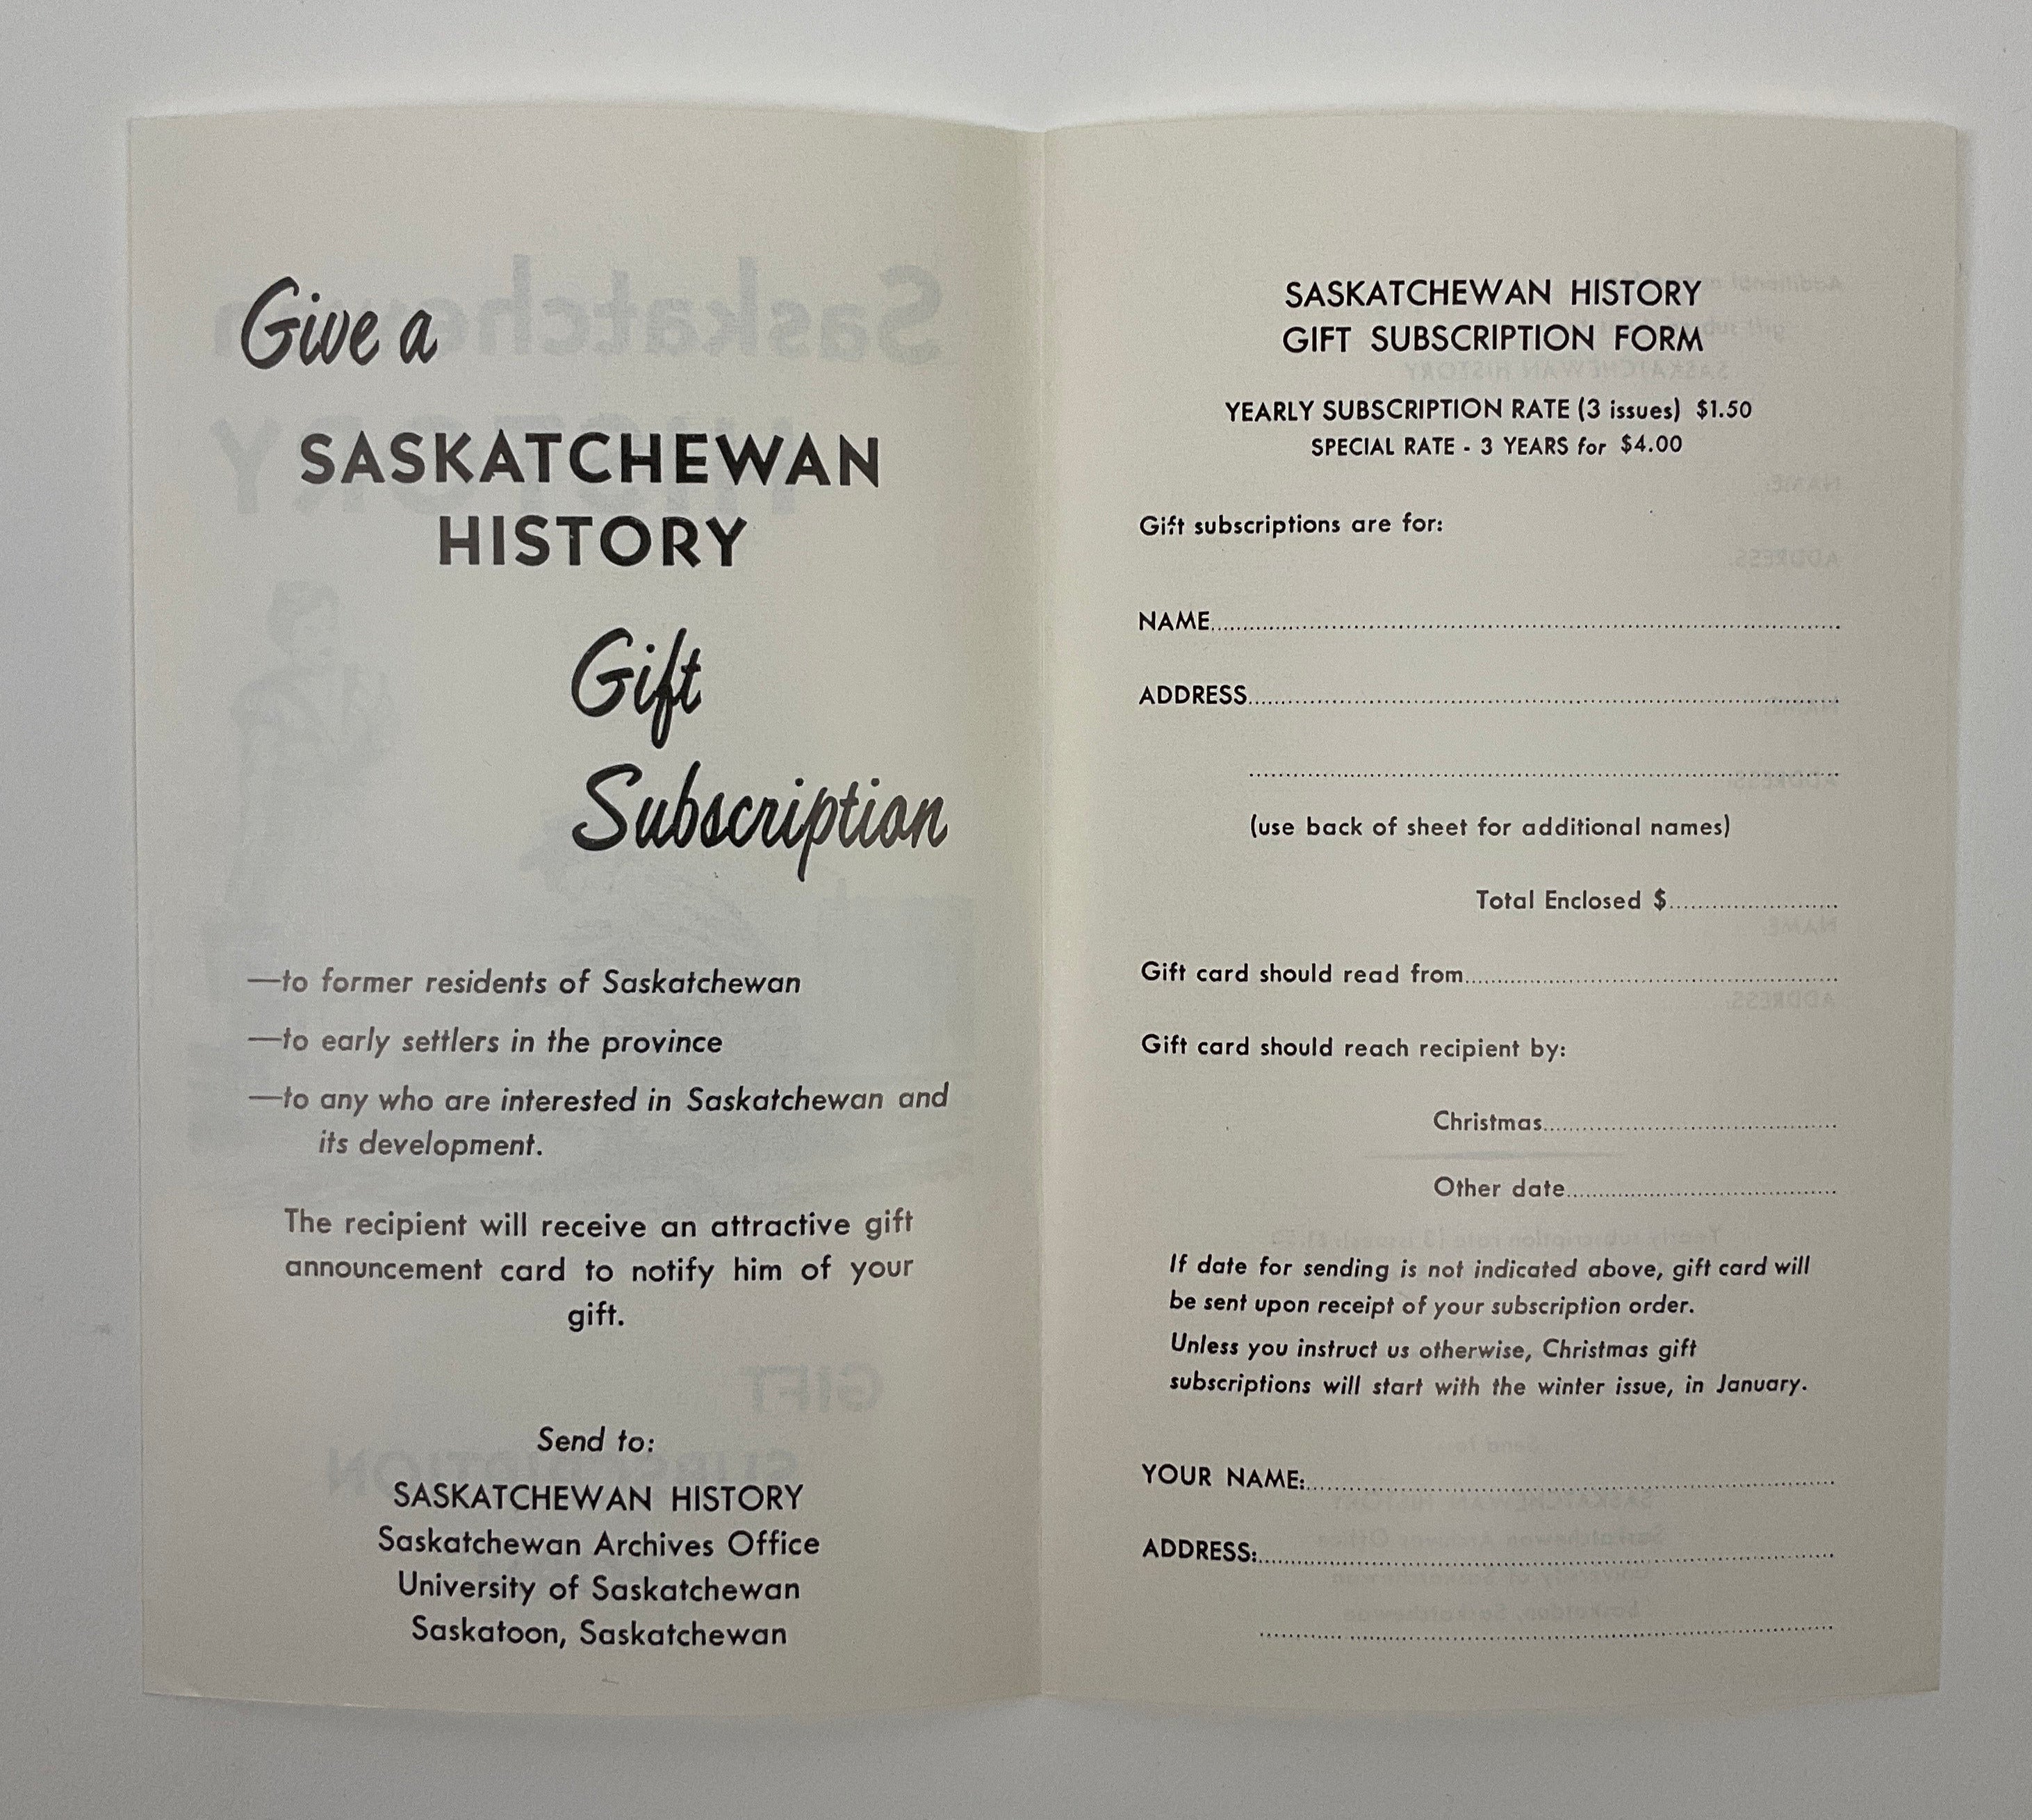 Give a
SASKATCHEWAN
HISTORY
Gift
Subscription
—to former residents of Saskatchewan
—to early settlers in the province
—to any who are interested in Saskatchewan and
its development.
The recipient will receive an attractive gift
announcement card to notify him of your
gift.
Send to:
SASKATCHEWAN HISTORY
Saskatchewan Archives Office
University of Saskatchewan
Saskatoon, Saskatchewan
SASKATCHEWAN HISTORY
GIFT SUBSCRIPTION FORM
YEARLY SUBSCRIPTION RATE (3 issues) $1.50
SPECIAL RATE - 3 YEARS for $4.00
Gift subscriptions are for:
NAME
ADDRESS
(use back of sheet for additional names)
Total Enclosed $
Gift card should read from
Gift card should reach recipient by:
Christmas
Other date
If date for sending is not indicated above, gift card will
be sent upon receipt of your subscription order.
Unless you instruct us otherwise, Christmas gift
subscriptions will start with the winter issue, in January.
YOUR NAME:
ADDRESS: